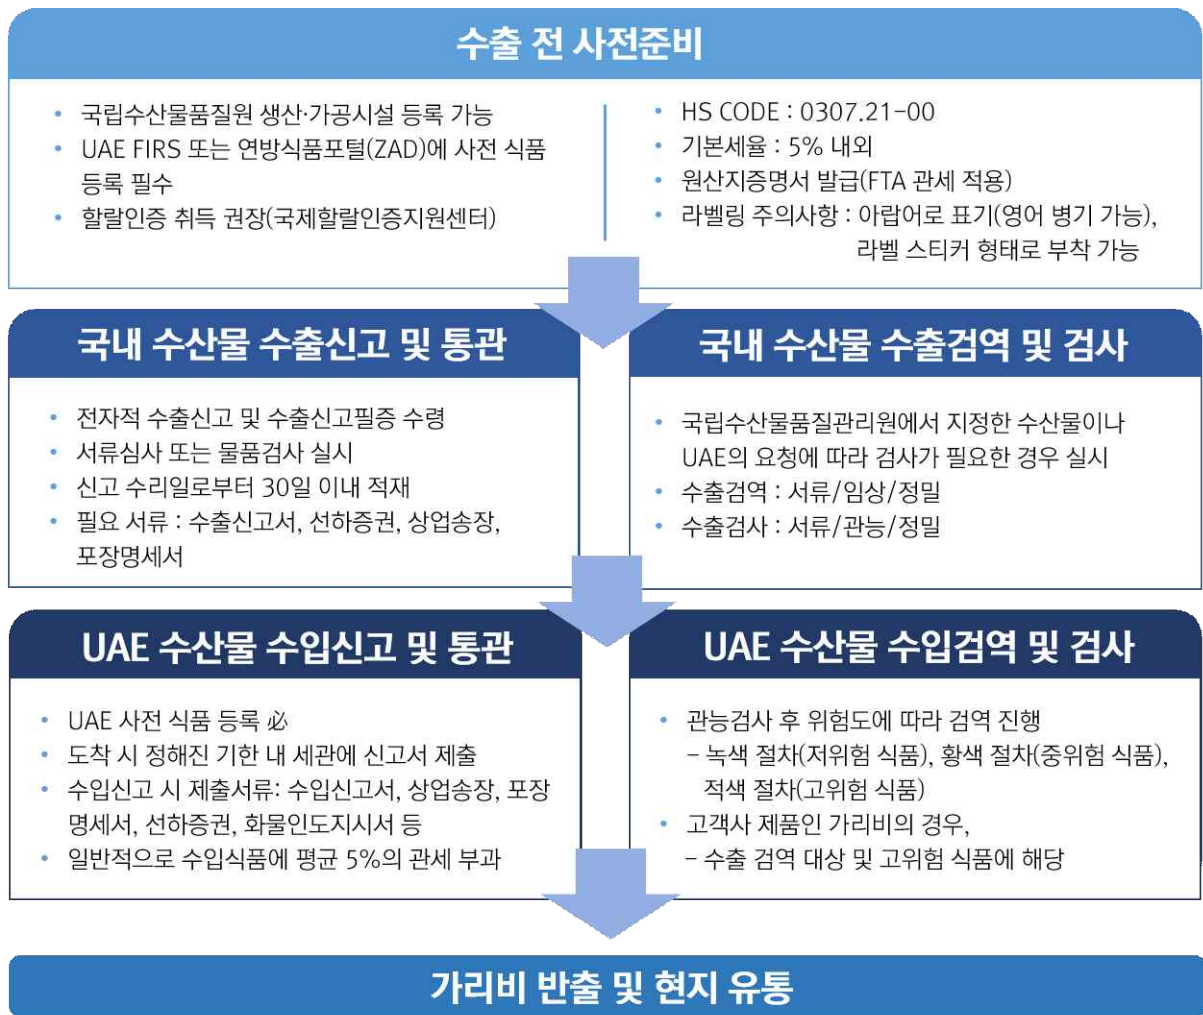 수출 전 사전준비
• 국립수산물품질원 생산·가공시설 등록 가능
• UAE FIRS 또는 연방식품포털(ZAD)에 사전 식품
등록 필수
• 할랄인증 취득 권장(국제할랄인증지원센터)
• HS CODE : 0307.21-00
• 기본세율 : 5% 내외
• 원산지증명서 발급(FTA 관세 적용)
• 라벨링 주의사항 : 아랍어로 표기(영어 병기 가능),
라벨 스티커 형태로 부착 가능
국내 수산물 수출신고 및 통관
• 전자적 수출신고 및 수출신고필증 수령
• 서류심사 또는 물품검사 실시
• 신고 수리일로부터 30일 이내 적재
• 필요 서류 : 수출신고서, 선하증권, 상업송장,
포장명세서
국내 수산물 수출검역 및 검사
• 국립수산물품질관리원에서 지정한 수산물이나
UAE의 요청에 따라 검사가 필요한 경우 실시
• 수출검역 : 서류/임상/정밀
• 수출검사 : 서류/관능/정밀
UAE 수산물 수입신고 및 통관
• UAE 사전 식품 등록 必
• 도착 시 정해진 기한 내 세관에 신고서 제출
• 수입신고 시 제출서류: 수입신고서, 상업송장, 포장
명세서, 선하증권, 화물인도지시서 등
• 일반적으로 수입식품에 평균 5%의 관세 부과
UAE 수산물 수입검역 및 검사
• 관능검사 후 위험도에 따라 검역 진행
– 녹색 절차(저위험 식품), 황색 절차(중위험 식품),
적색 절차(고위험 식품)
• 고객사 제품인 가리비의 경우,
– 수출 검역 대상 및 고위험 식품에 해당
가리비 반출 및 현지 유통